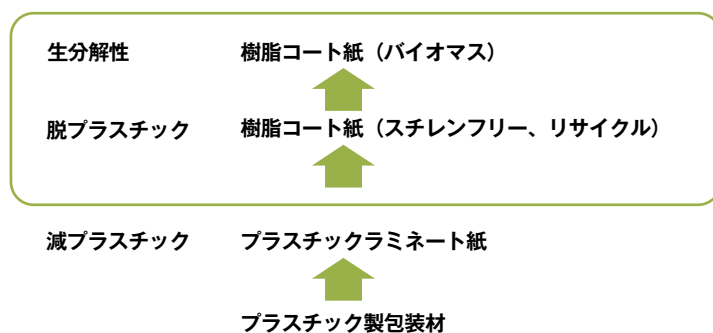 生分解性 樹脂コート紙（バイオマス）
脱プラスチック 樹脂コート紙（スチレンフリー、リサイクル）
減プラスチック プラスチックラミネート紙
プラスチック製包装材